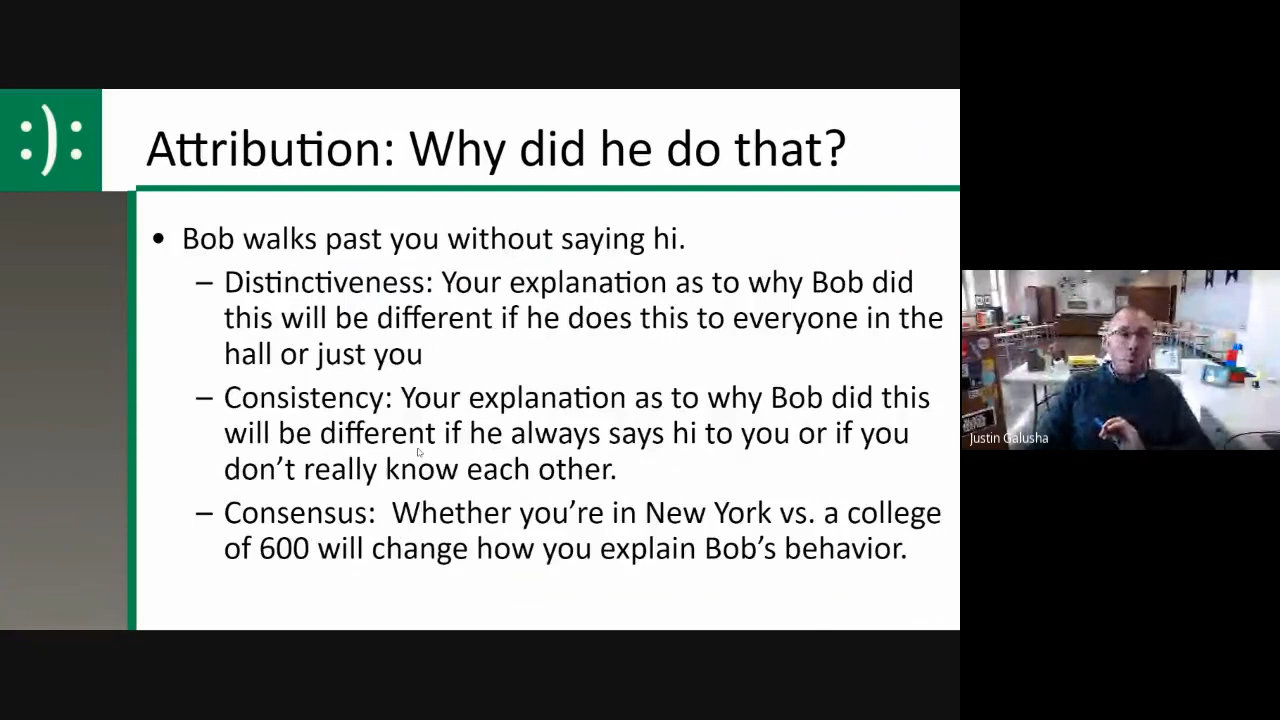 :):
Attribution: Why did he do that?
• Bob walks past you without saying hi.
– Distinctiveness: Your explanation as to why Bob did
this will be different if he does this to everyone in the
hall or just you
– Consistency: Your explanation as to why Bob did this
will be different if he always says hi to you or if you
don’t really know each other.
– Consensus:  Whether you’re in New York vs. a college
of 600 will change how you explain Bob’s behavior.
Justin Galusha